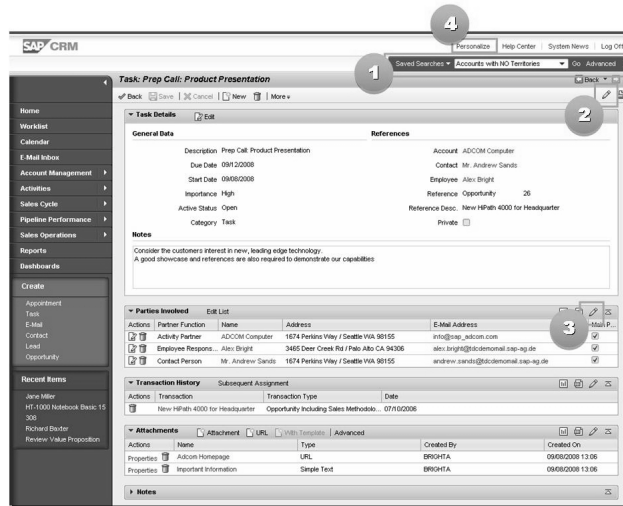 4
SAP CRM
Personalize Help Center System News Log Off
1 Saved Searches Accounts with NO Territories Go Advanced
Task: Prep Call: Product Presentation Back
Back Save Cancel New More
2
Task Details Edit
General Data References
Description Prep Call: Product Presentation Account ADCOM Computer
Due Date 09/12/2008 Contact Mr. Andrew Sands
Start Date 09/08/2008 Employee Alex Bright
Importance High Reference Opportunity 26
Active Status Open Reference Desc. New HiPath 4000 for Headquarter
Category Task Private
Notes
Consider the customers interest in new, leading edge technology.
A good showcase and references are also required to demonstrate our capabilities
Home
Worklist
Calendar
E-Mail Inbox
Account Management
Activities
Sales Cycle
Pipeline Performance
Sales Operations
Reports
Dashboards
Create
Appointment
Task
E-Mail
Contact
Lead
Opportunity
Recent Items
Jane Miller
HT-1000 Notebook Basic 15
308
Richard Baxter
Review Value Proposition
Parties Involved Edit List
3
Actions Partner Function Name Address E-Mail Address Main P...
Activity Partner ADCOM Computer 1674 Perkins Way / Seattle WA 98155 info@sap_adcom.com
Employee Respons... Alex Bright 3465 Deer Creek Rd / Palo Alto CA 94306 alex.bright@tdcdemomail.sap-ag.de
Contact Person Mr. Andrew Sands 1674 Perkins Way / Seattle WA 98155 andrew.sands@tdcdemomail.sap-ag.de
Transaction History Subsequent Assignment
Actions Transaction Transaction Type Date
New HiPath 4000 for Headquarter Opportunity Including Sales Methodolo... 07/10/2006
Attachments Attachment URL With Template Advanced
Actions Name Type Created By Created On
Properties Adcom Homepage URL BRIGHTA 09/08/2008 13:06
Properties Important Information Simple Text BRIGHTA 09/08/2008 13:06
Notes